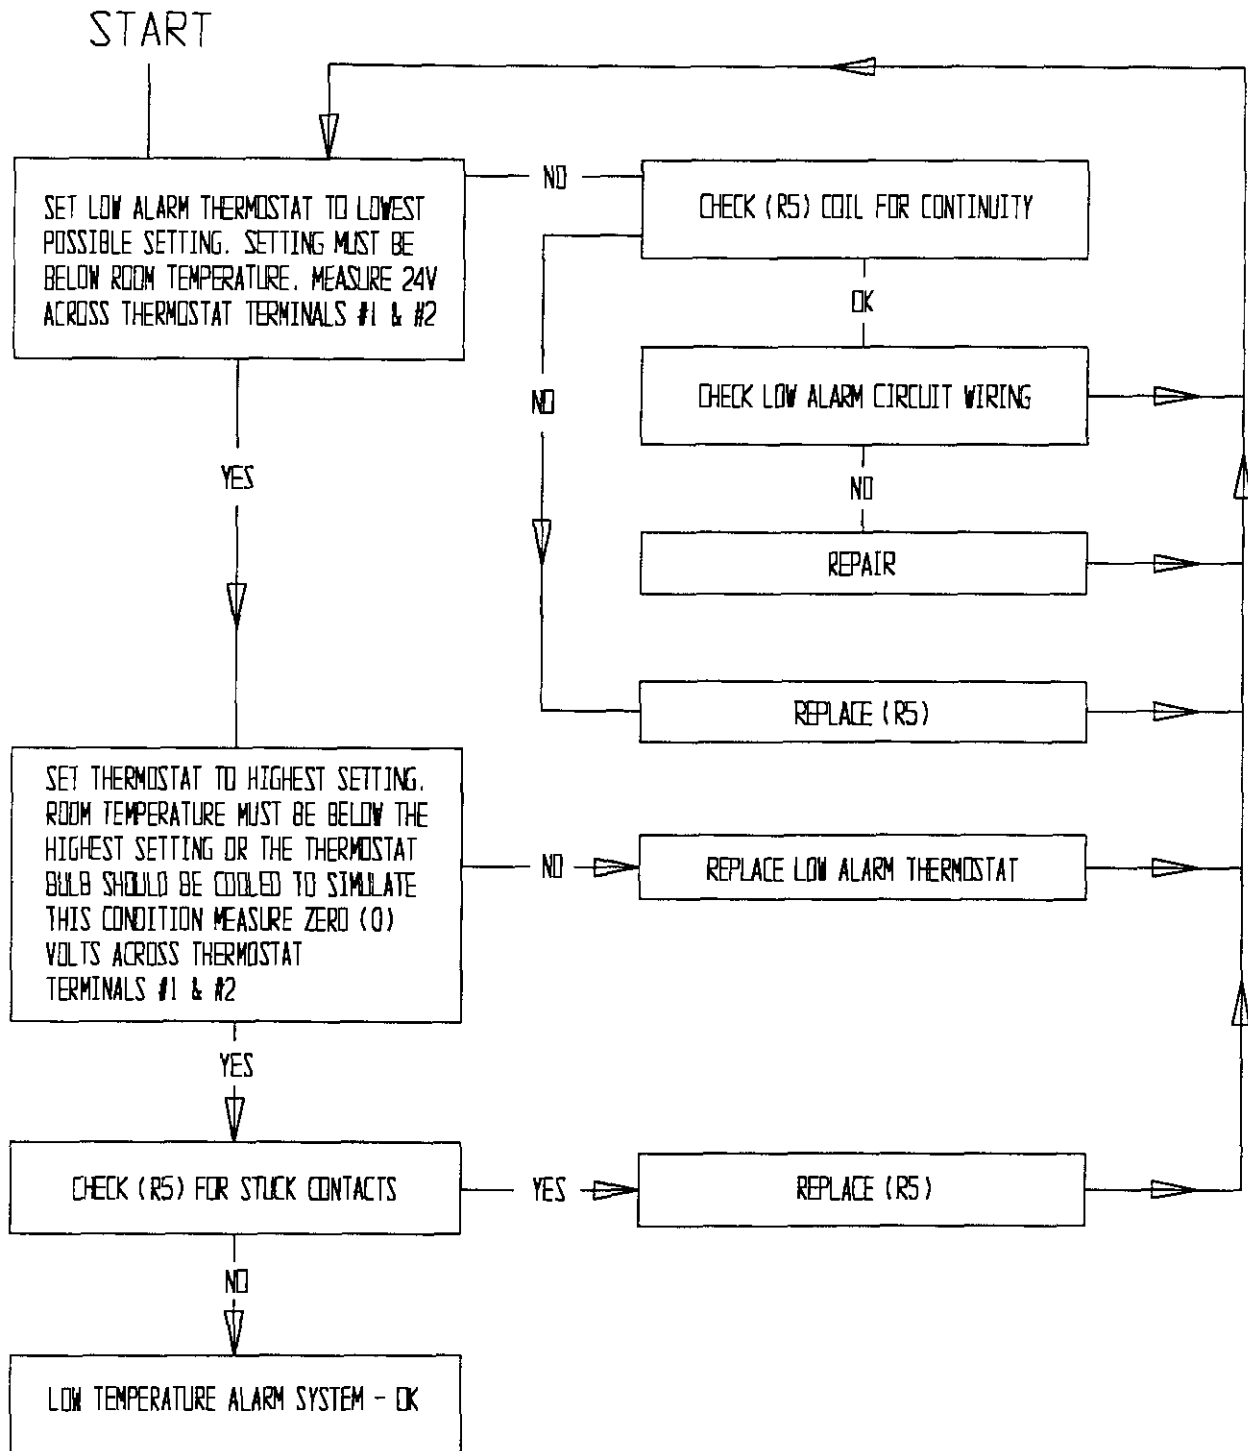 START
SET LOW ALARM THERMOSTAT TO LOWEST
POSSIBLE SETTING. SETTING MUST BE
BELOW ROOM TEMPERATURE. MEASURE 24V
ACROSS THERMOSTAT TERMINALS #1 & #2
NO
CHECK (R5) COIL FOR CONTINUITY
OK
NO
CHECK LOW ALARM CIRCUIT WIRING
YES
NO
REPAIR
REPLACE (R5)
SET THERMOSTAT TO HIGHEST SETTING.
ROOM TEMPERATURE MUST BE BELOW THE
HIGHEST SETTING OR THE THERMOSTAT
BULB SHOULD BE COOLED TO SIMULATE
THIS CONDITION MEASURE ZERO (0)
VOLTS ACROSS THERMOSTAT
TERMINALS #1 & #2
NO
REPLACE LOW ALARM THERMOSTAT
YES
CHECK (R5) FOR STUCK CONTACTS
YES
REPLACE (R5)
NO
LOW TEMPERATURE ALARM SYSTEM - OK